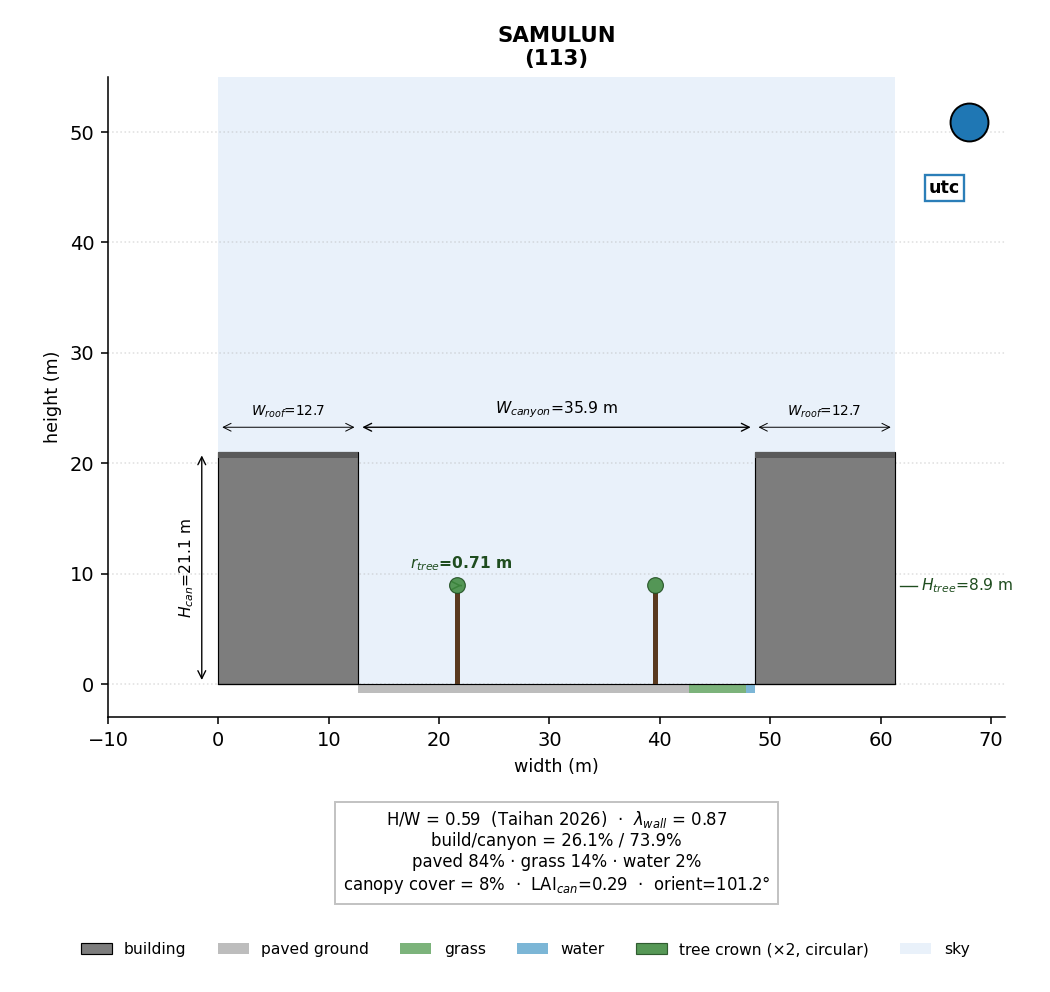 SAMULUN
(113)
50
40
30
20
10
0
height (m)
utc
W_roof=12.7
W_canyon=35.9 m
W_roof=12.7
H_can=21.1 m
r_tree=0.71 m
H_tree=8.9 m
−10 0 10 20 30 40 50 60 70
width (m)
H/W = 0.59 (Taihan 2026) · λ_wall = 0.87
build/canyon = 26.1% / 73.9%
paved 84% · grass 14% · water 2%
canopy cover = 8% · LAI_can=0.29 · orient=101.2°
building paved ground grass water tree crown (×2, circular) sky